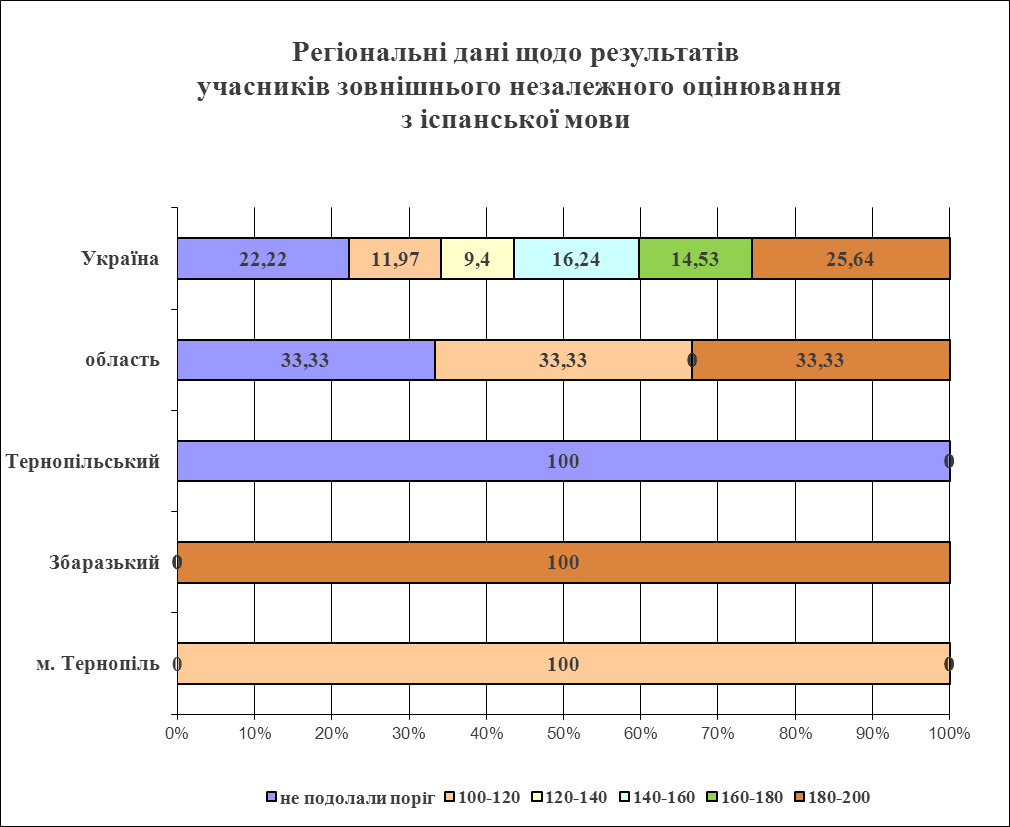 Регіональні дані щодо результатів
учасників зовнішнього незалежного оцінювання
з іспанської мови
Україна 22,22 11,97 9,4 16,24 14,53 25,64
область 33,33 33,33 0 33,33
Тернопільський 100 0
Збаразький 0 100
м. Тернопіль 0 100 0
0% 10% 20% 30% 40% 50% 60% 70% 80% 90% 100%
не подолали поріг 100-120 120-140 140-160 160-180 180-200